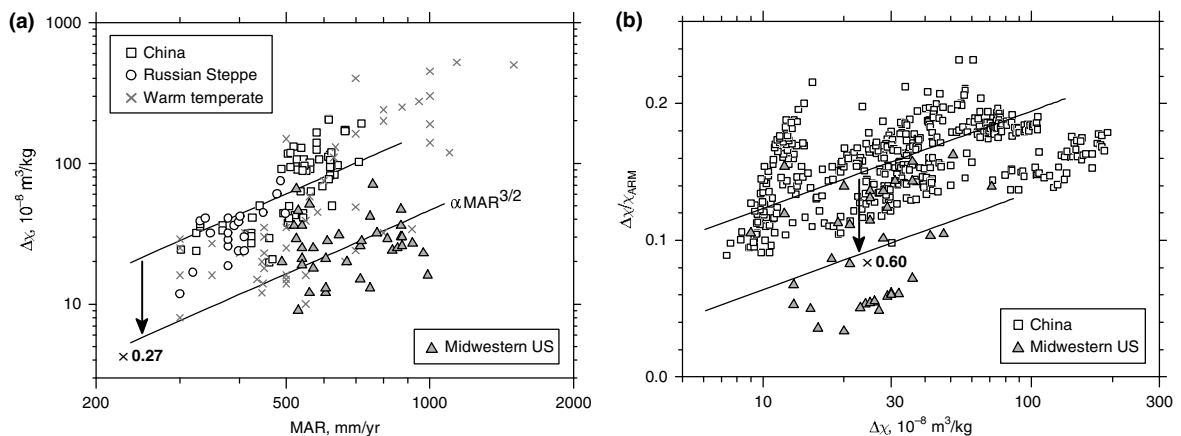 (a)
1000
100
10
Δχ, 10⁻⁸ m³/kg
China
Russian Steppe
Warm temperate
αMAR³ᐟ²
× 0.27
Midwestern US
200
500
1000
2000
MAR, mm/yr
(b)
0.2
0.1
0.0
Δχ/χARM
× 0.60
China
Midwestern US
10
30
100
300
Δχ, 10⁻⁸ m³/kg